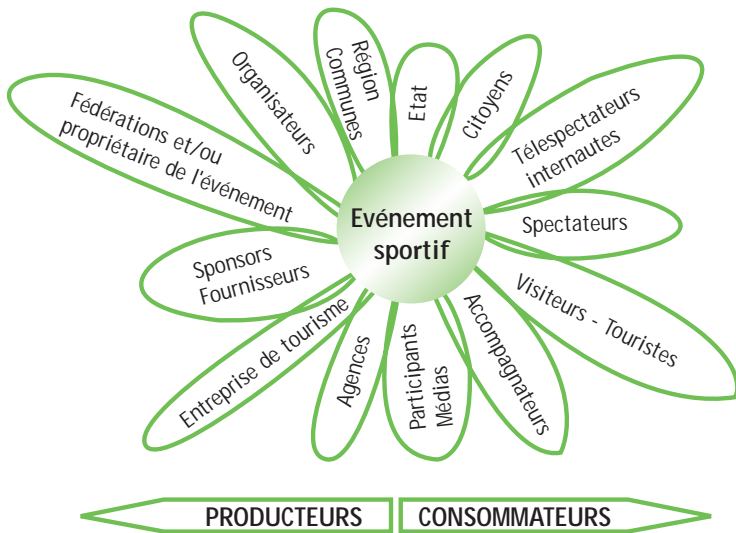 Fédérations et/ou
propriétaire de l'événement
Organisateurs
Région
Communes
Etat
Citoyens
Télespectateurs
internautes
Spectateurs
Visiteurs - Touristes
Accompagnateurs
Participants
Médias
Agences
Entreprise de tourisme
Sponsors
Fournisseurs
Evénement
sportif
PRODUCTEURS
CONSOMMATEURS